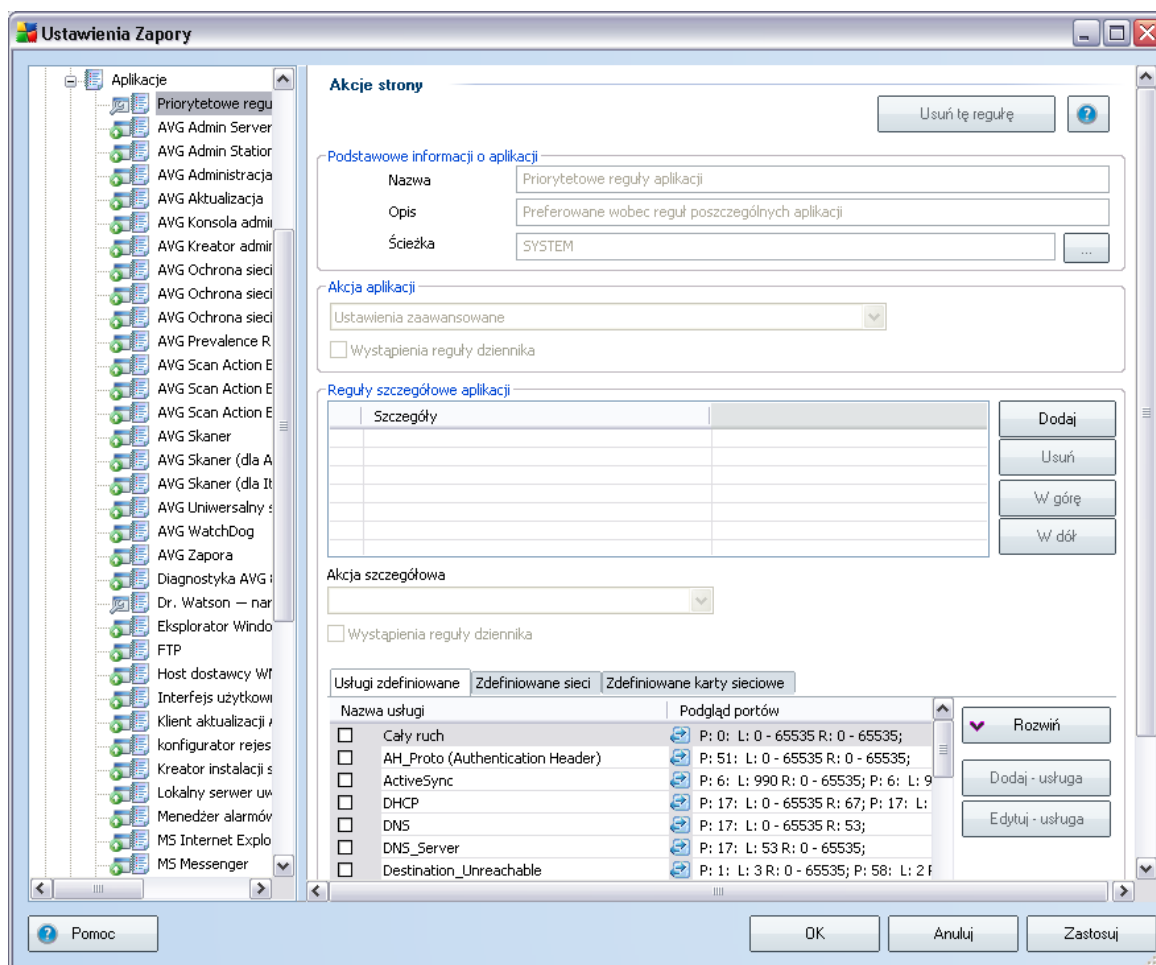 Ustawienia Zapory
Aplikacje
Priorytetowe regu
AVG Admin Server
AVG Admin Station
AVG Administracja
AVG Aktualizacja
AVG Konsola admi
AVG Kreator admir
AVG Ochrona sieci
AVG Ochrona sieci
AVG Ochrona sieci
AVG Prevalence R
AVG Scan Action E
AVG Scan Action E
AVG Scan Action E
AVG Skaner
AVG Skaner (dla A
AVG Skaner (dla It
AVG Uniwersalny s
AVG WatchDog
AVG Zapora
Diagnostyka AVG
Dr. Watson — nar
Eksplorator Windo
FTP
Host dostawcy WM
Interfejs użytkown
Klient aktualizacji A
konfigurator rejes
Kreator instalacji s
Lokalny serwer uw
Menedżer alarmów
MS Internet Explo
MS Messenger
Akcje strony
Usuń tę regułę
Podstawowe informacji o aplikacji
Nazwa Priorytetowe reguły aplikacji
Opis Preferowane wobec reguł poszczególnych aplikacji
Ścieżka SYSTEM ...
Akcja aplikacji
Ustawienia zaawansowane
Wystąpienia reguły dziennika
Reguły szczegółowe aplikacji
Szczegóły
Dodaj
Usuń
W górę
W dół
Akcja szczegółowa
Wystąpienia reguły dziennika
Usługi zdefiniowane Zdefiniowane sieci Zdefiniowane karty sieciowe
Nazwa usługi Podgląd portów
Cały ruch P: 0: L: 0 - 65535 R: 0 - 65535;
AH_Proto (Authentication Header) P: 51: L: 0 - 65535 R: 0 - 65535;
ActiveSync P: 6: L: 990 R: 0 - 65535; P: 6: L: 9
DHCP P: 17: L: 0 - 65535 R: 67; P: 17: L:
DNS P: 17: L: 0 - 65535 R: 53;
DNS_Server P: 17: L: 53 R: 0 - 65535;
Destination_Unreachable P: 1: L: 3 R: 0 - 65535; P: 58: L: 2 F
Rozwiń
Dodaj - usługa
Edytuj - usługa
Pomoc
OK
Anuluj
Zastosuj